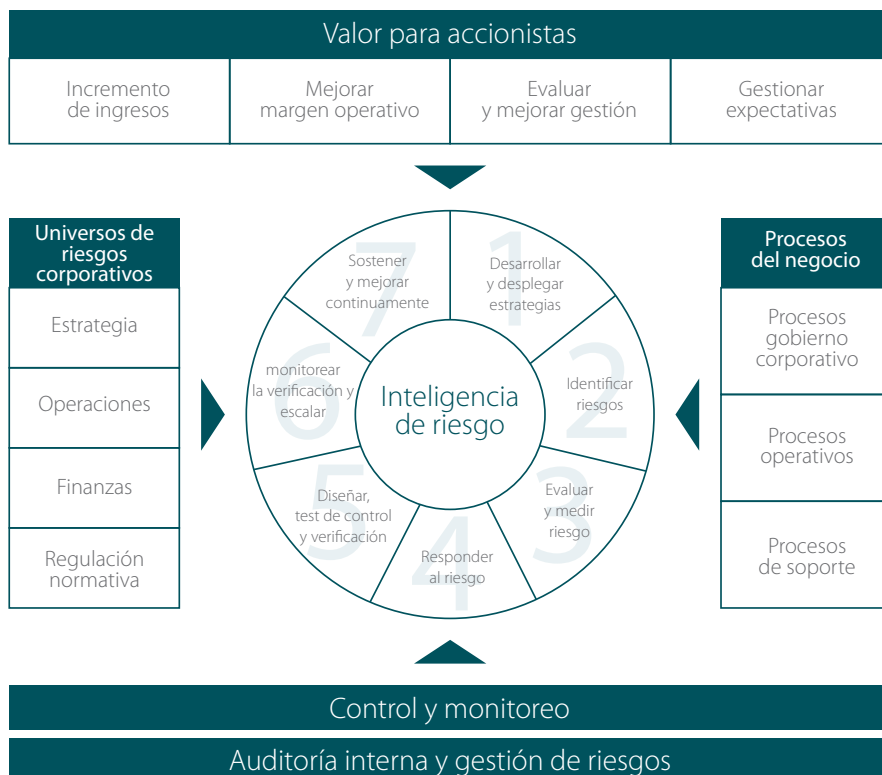 Valor para accionistas
Incremento
de ingresos
Mejorar
margen operativo
Evaluar
y mejorar gestión
Gestionar
expectativas
Universos de
riesgos
corporativos
Estrategia
Operaciones
Finanzas
Regulación
normativa
1
Desarrollar
y desplegar
estrategias
2
Identificar
riesgos
3
Evaluar
y medir
riesgo
4
Responder
al riesgo
5
Diseñar,
test de control
y verificación
6
monitorear
la verificación y
escalar
7
Sostener
y mejorar
continuamente
Inteligencia
de riesgo
Procesos
del negocio
Procesos
gobierno
corporativo
Procesos
operativos
Procesos
de soporte
Control y monitoreo
Auditoría interna y gestión de riesgos